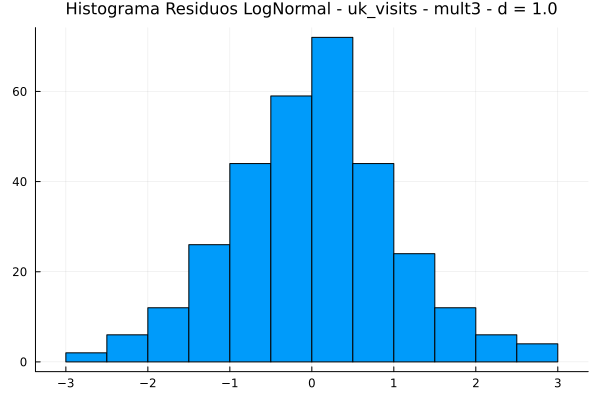 Histograma Residuos LogNormal - uk_visits - mult3 - d = 1.0
60
40
20
0
−3 −2 −1 0 1 2 3